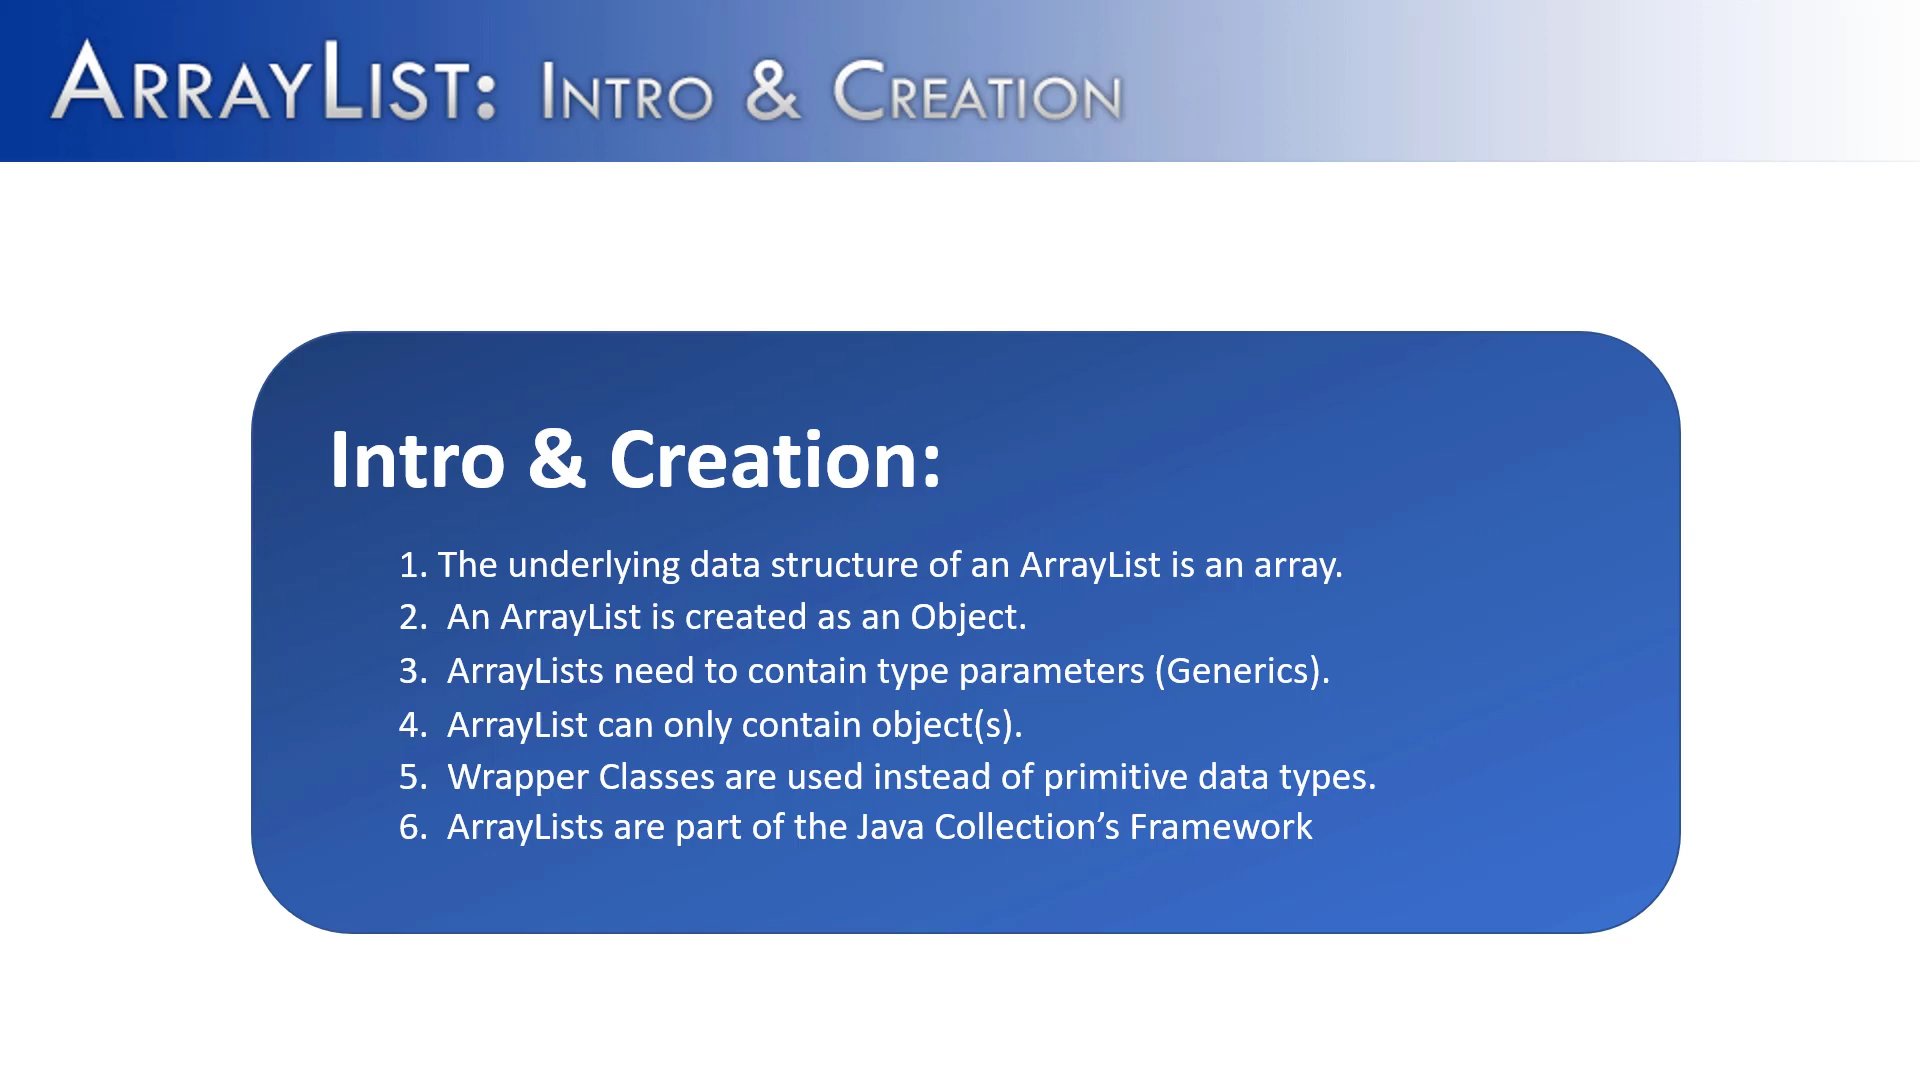 ArrayList: Intro & Creation
Intro & Creation:
1. The underlying data structure of an ArrayList is an array.
2. An ArrayList is created as an Object.
3. ArrayLists need to contain type parameters (Generics).
4. ArrayList can only contain object(s).
5. Wrapper Classes are used instead of primitive data types.
6. ArrayLists are part of the Java Collection’s Framework